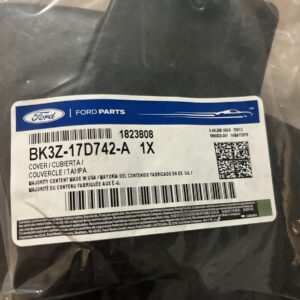 Ford
FORD PARTS
1823808
BK3Z-17D742-A 1X
COVER / CUBIERTA /
COUVERCLE / TAMPA
MAJORITY CONTENT MADE IN USA / MAYORIA DEL CONTENIDO FABRICADO EN EE. UU. /
MAJORITÉ DU CONTENU FABRIQUÉE AUX É.-U.